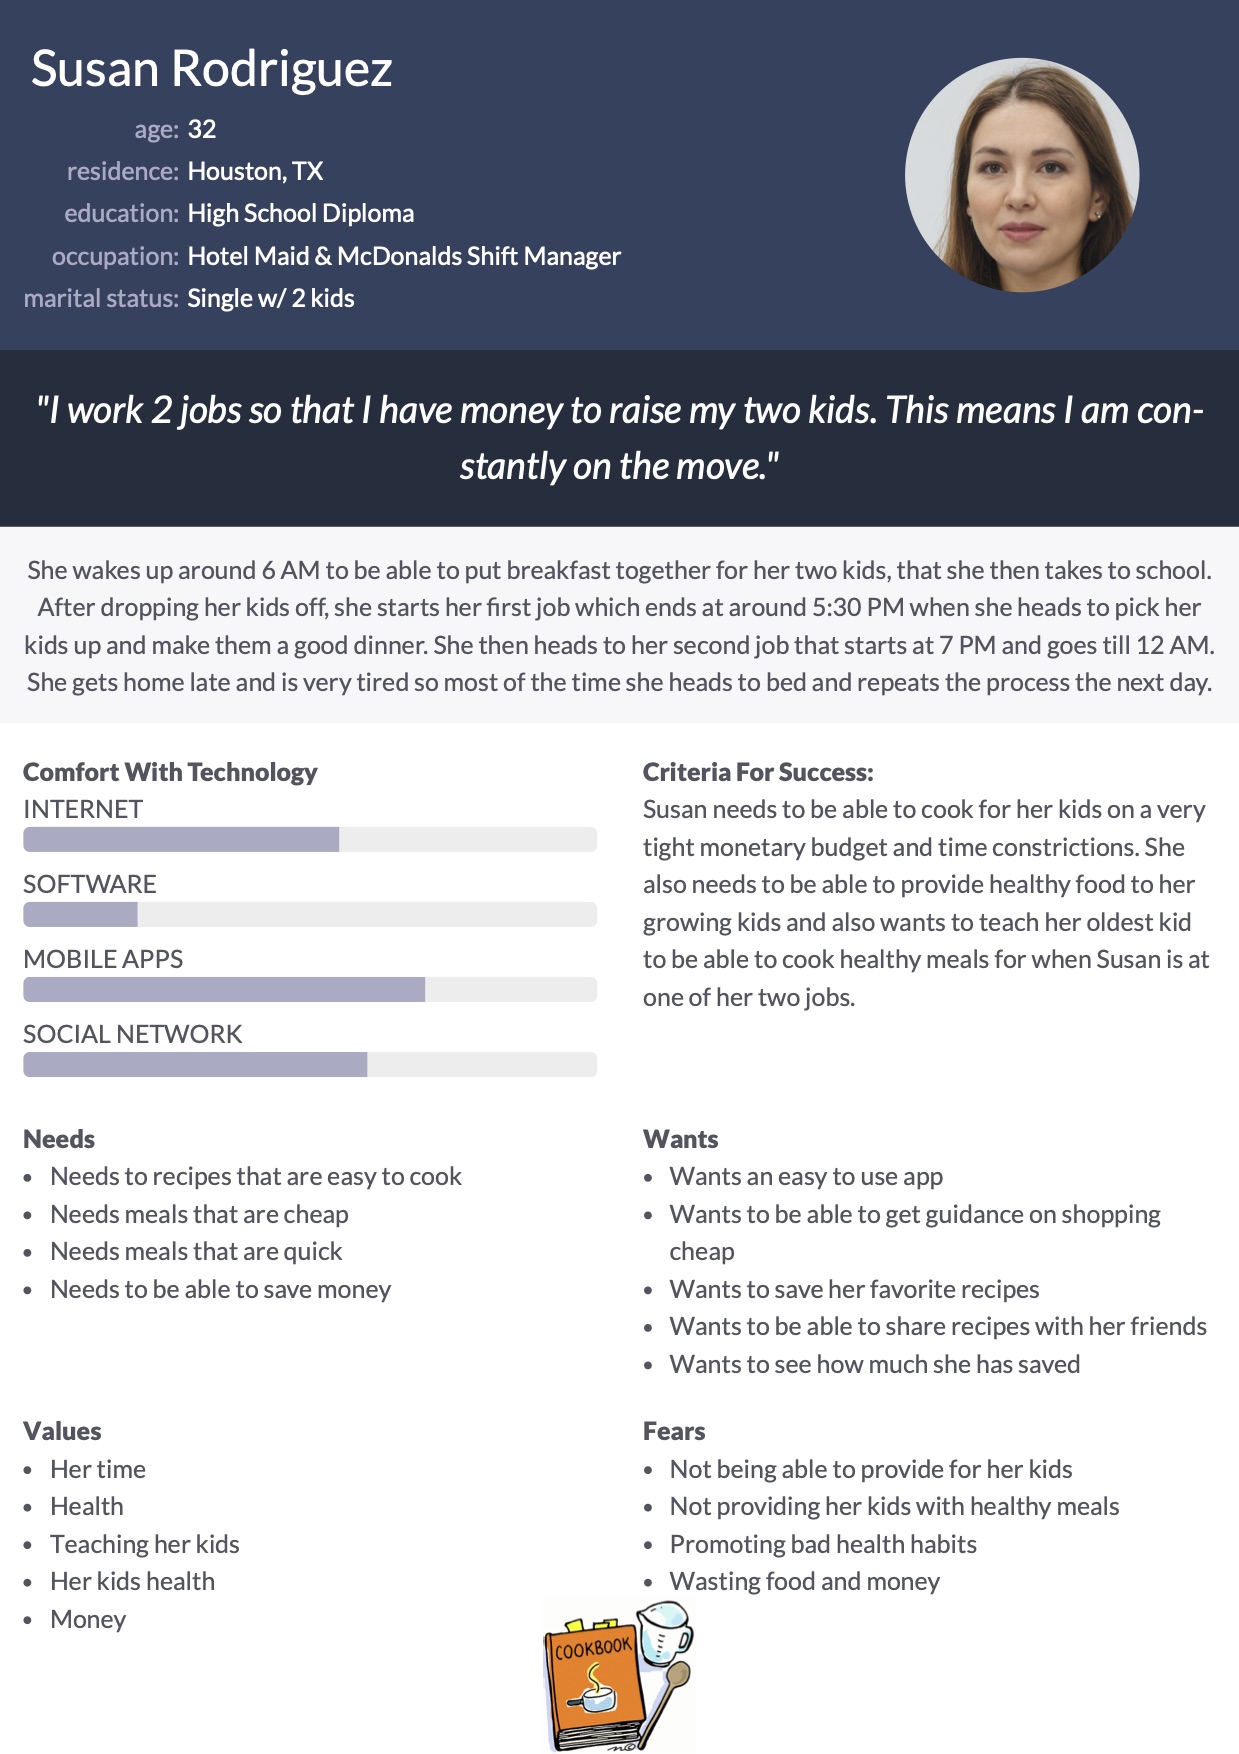 Susan Rodriguez
age: 32
residence: Houston, TX
education: High School Diploma
occupation: Hotel Maid & McDonalds Shift Manager
marital status: Single w/ 2 kids
"I work 2 jobs so that I have money to raise my two kids. This means I am con-
stantly on the move."
She wakes up around 6 AM to be able to put breakfast together for her two kids, that she then takes to school.
After dropping her kids off, she starts her first job which ends at around 5:30 PM when she heads to pick her
kids up and make them a good dinner. She then heads to her second job that starts at 7 PM and goes till 12 AM.
She gets home late and is very tired so most of the time she heads to bed and repeats the process the next day.
Comfort With Technology
INTERNET
SOFTWARE
MOBILE APPS
SOCIAL NETWORK
Criteria For Success:
Susan needs to be able to cook for her kids on a very
tight monetary budget and time constrictions. She
also needs to be able to provide healthy food to her
growing kids and also wants to teach her oldest kid
to be able to cook healthy meals for when Susan is at
one of her two jobs.
Needs
• Needs to recipes that are easy to cook
• Needs meals that are cheap
• Needs meals that are quick
• Needs to be able to save money
Wants
• Wants an easy to use app
• Wants to be able to get guidance on shopping
cheap
• Wants to save her favorite recipes
• Wants to be able to share recipes with her friends
• Wants to see how much she has saved
Values
• Her time
• Health
• Teaching her kids
• Her kids health
• Money
Fears
• Not being able to provide for her kids
• Not providing her kids with healthy meals
• Promoting bad health habits
• Wasting food and money
COOKBOOK